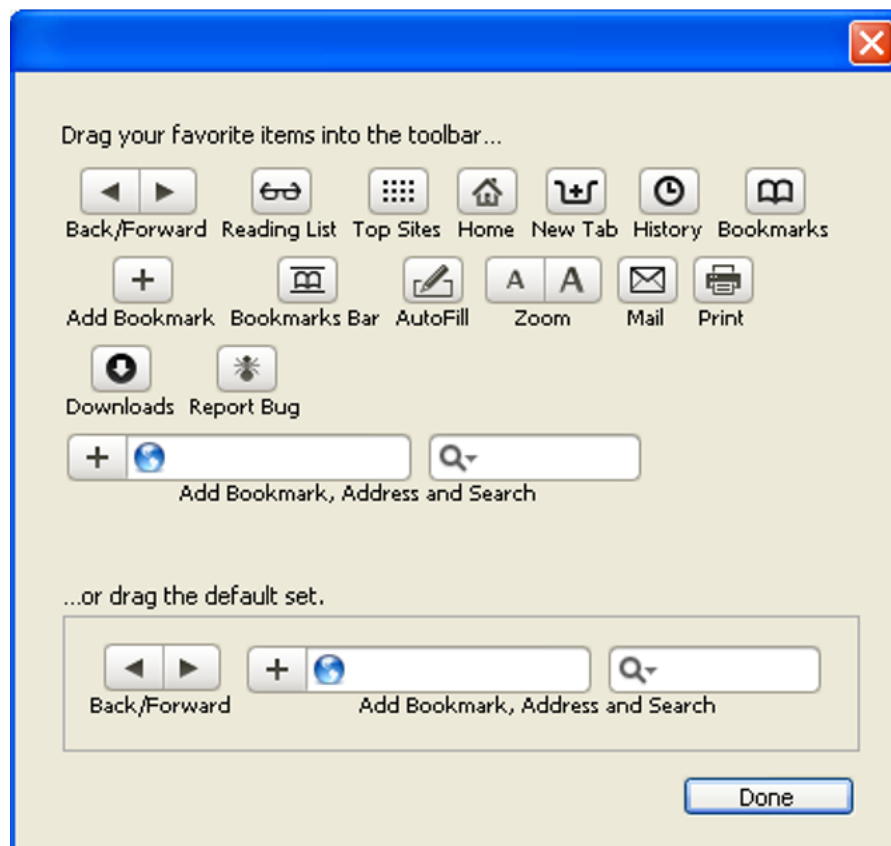 Drag your favorite items into the toolbar...
Back/Forward Reading List Top Sites Home New Tab History Bookmarks
A A
Add Bookmark Bookmarks Bar AutoFill Zoom Mail Print
Downloads Report Bug
Add Bookmark, Address and Search
...or drag the default set.
Back/Forward Add Bookmark, Address and Search
Done